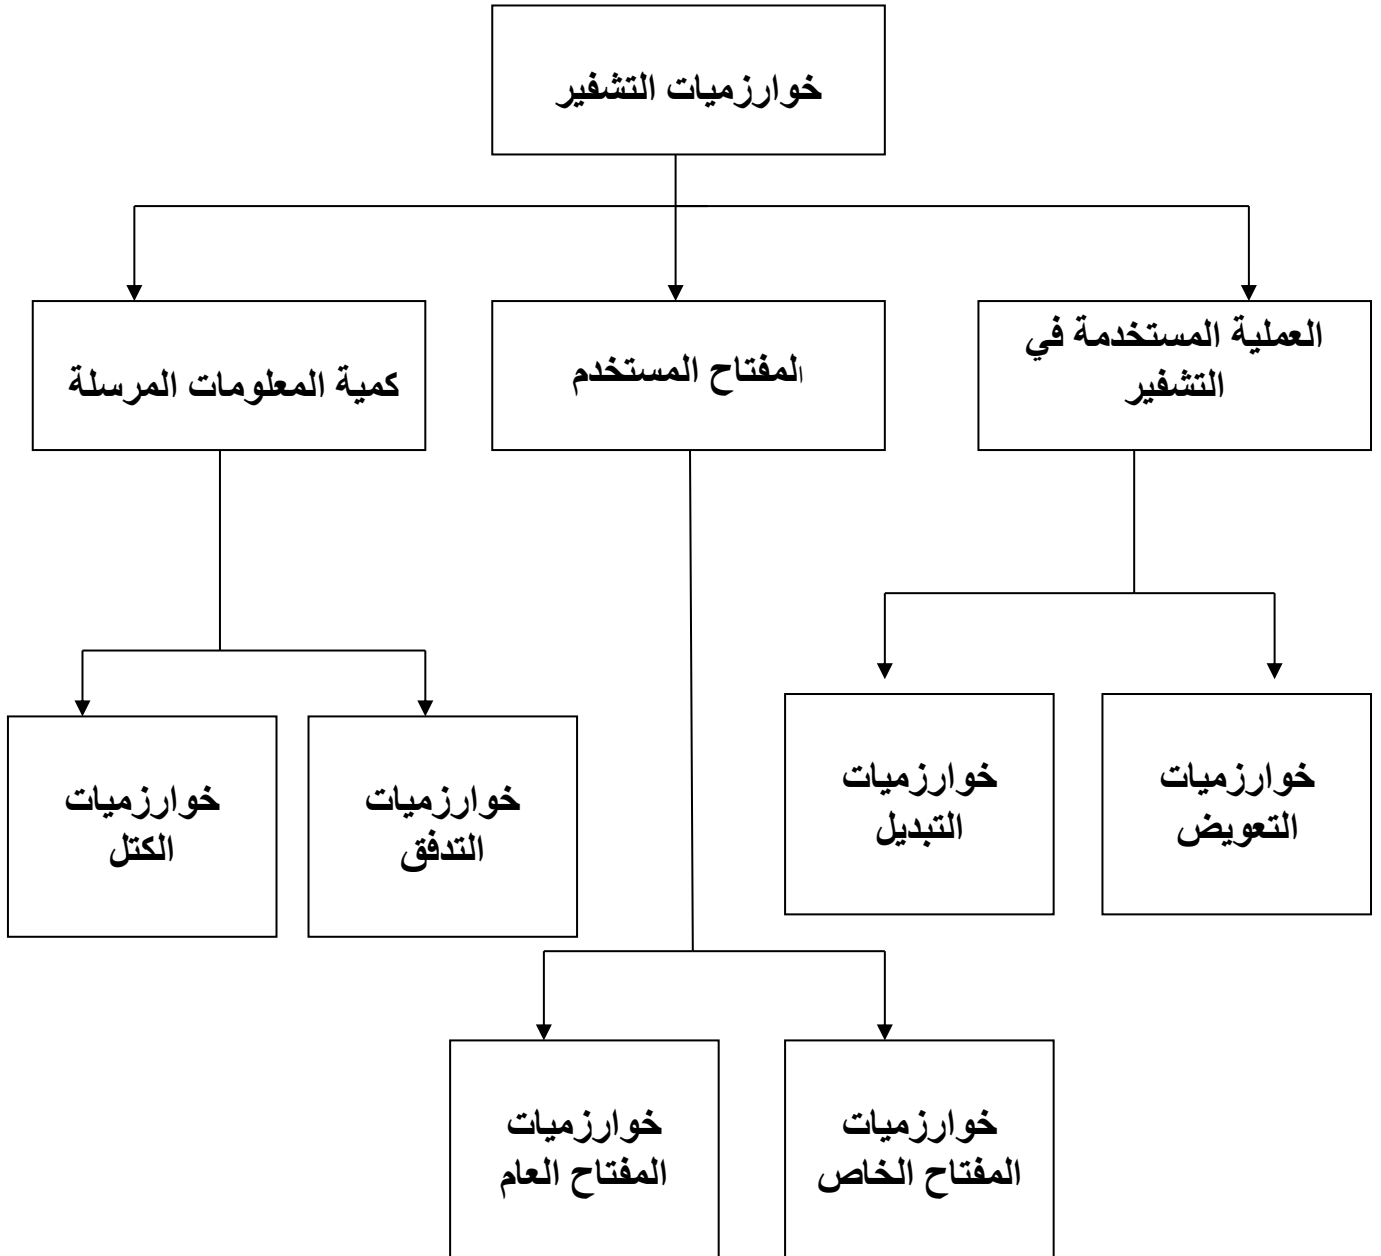 خوارزميات التشفير
العملية المستخدمة في
التشفير
المفتاح المستخدم
كمية المعلومات المرسلة
خوارزميات
التعويض
خوارزميات
التبديل
خوارزميات
التدفق
خوارزميات
الكتل
خوارزميات
المفتاح الخاص
خوارزميات
المفتاح العام